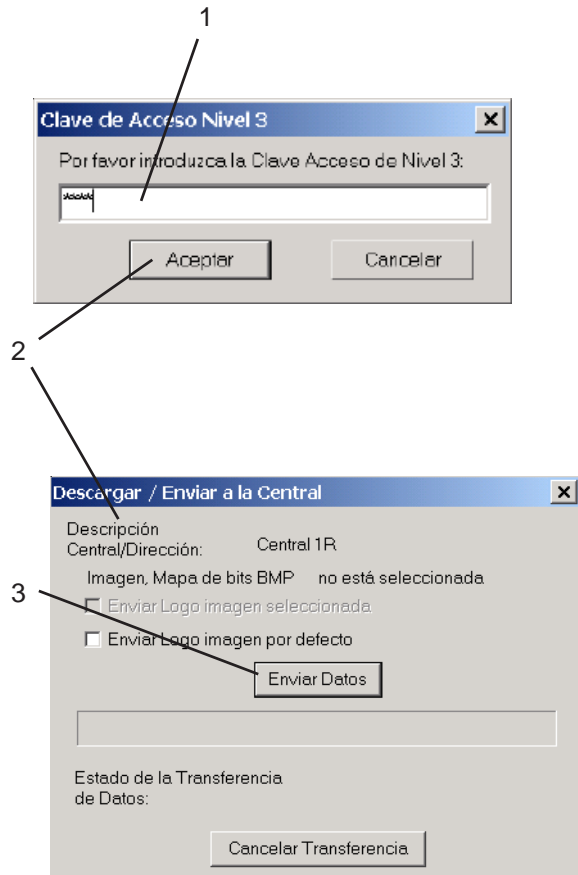 1
Clave de Acceso Nivel 3
Por favor introduzca la Clave Acceso de Nivel 3:
****
Aceptar
Cancelar
2
Descargar / Enviar a la Central
Descripción
Central/Dirección:
Central 1R
Imagen, Mapa de bits BMP no está seleccionada
3
Enviar Logo imagen seleccionada
Enviar Logo imagen por defecto
Enviar Datos
Estado de la Transferencia
de Datos:
Cancelar Transferencia